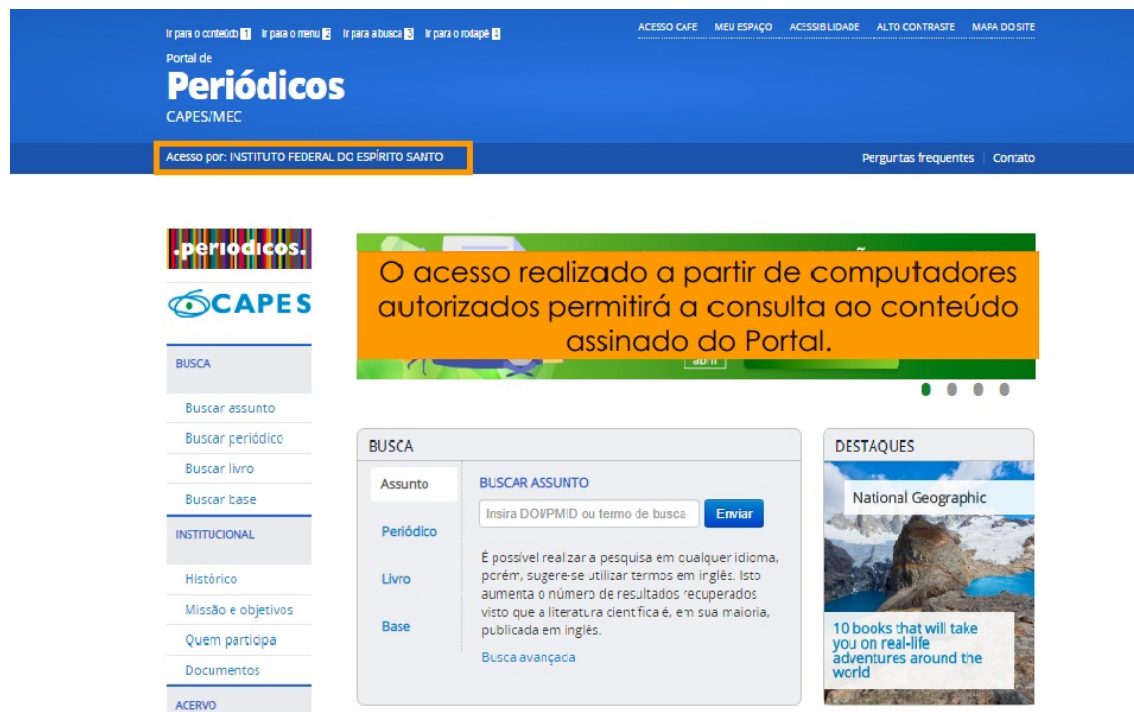 Ir para o conteúdo 1 Ir para o menu 2 Ir para a busca 3 Ir para o rodapé 4
ACESSO CAFE MEU ESPAÇO ACESSIBILIDADE ALTO CONTRASTE MAPA DO SITE
Portal de
Periódicos
CAPES/MEC
Acesso por: INSTITUTO FEDERAL DO ESPÍRITO SANTO
Perguntas frequentes Contato
.periodicos.
CAPES
O acesso realizado a partir de computadores
autorizados permitirá a consulta ao conteúdo
assinado do Portal.
abril
BUSCA
Buscar assunto
Buscar periódico
Buscar livro
Buscar base
INSTITUCIONAL
Histórico
Missão e objetivos
Quem participa
Documentos
ACERVO
BUSCA
Assunto
Periódico
Livro
Base
BUSCAR ASSUNTO
Insira DOI/PMID ou termo de busca Enviar
É possível realizar a pesquisa em qualquer idioma,
porém, sugere-se utilizar termos em inglês. Isto
aumenta o número de resultados recuperados
visto que a literatura científica é, em sua maioria,
publicada em inglês.
Busca avançada
DESTAQUES
National Geographic
10 books that will take
you on real-life
adventures around the
world